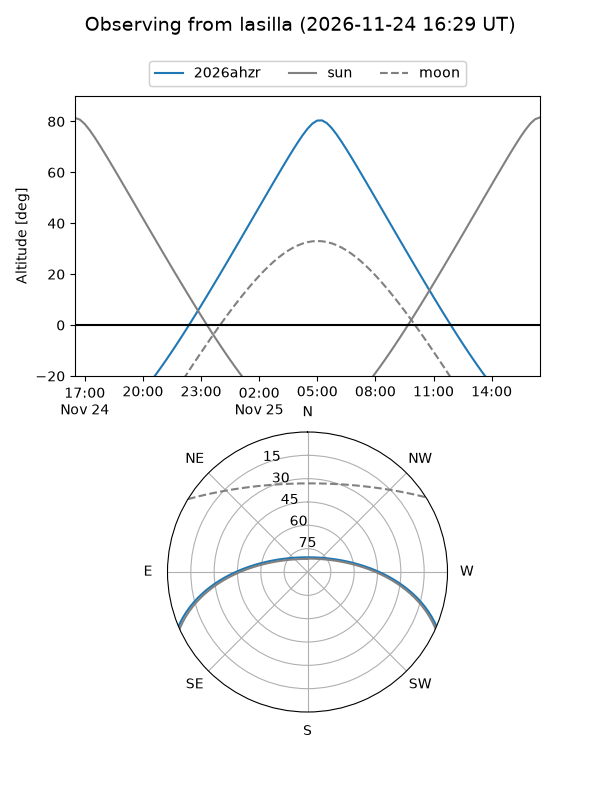 Observing from lasilla (2026-11-24 16:29 UT)
2026ahzr
sun
moon
Altitude [deg]
80
60
40
20
0
−20
17:00 20:00 23:00 02:00 05:00 08:00 11:00 14:00
Nov 24 Nov 25
N
NE NW
15
30
45
60
75
E W
SE SW
S